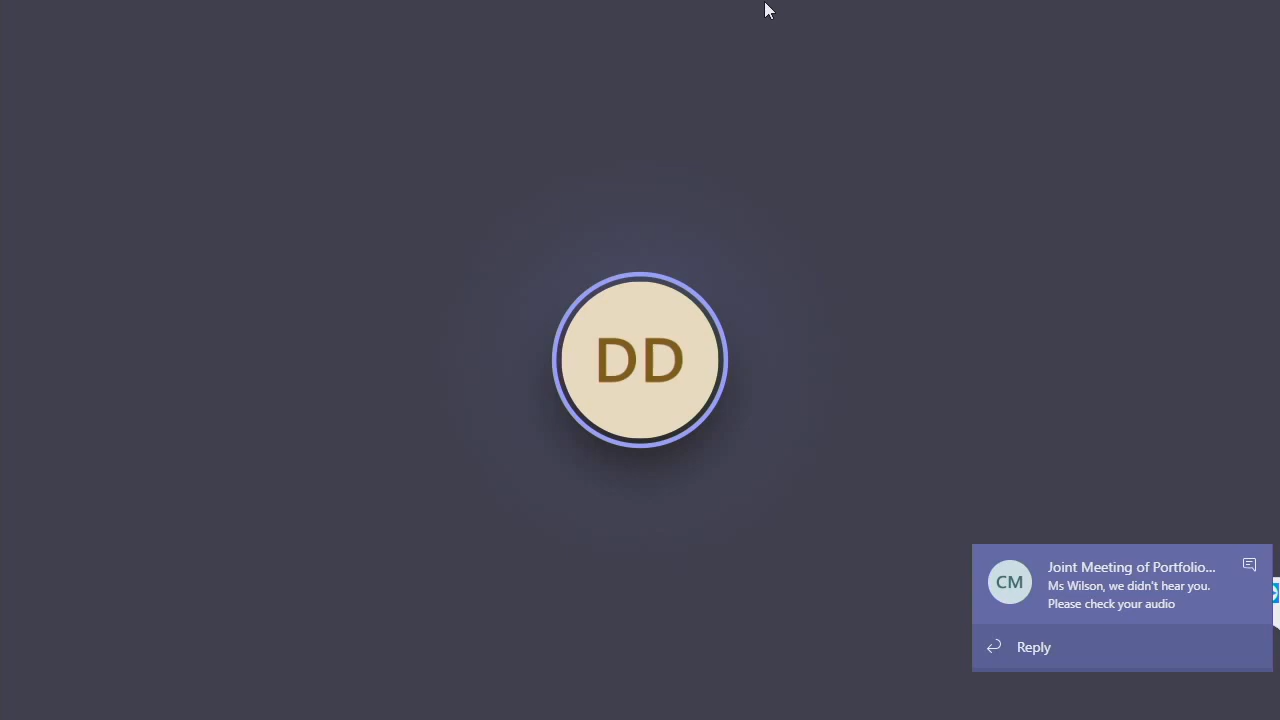 DD
CM
Joint Meeting of Portfolio...
Ms Wilson, we didn't hear you.
Please check your audio
Reply